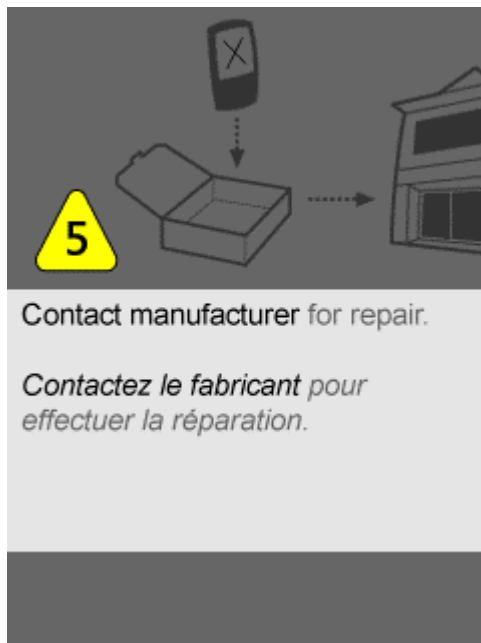 5
Contact manufacturer for repair.
Contactez le fabricant pour
effectuer la réparation.